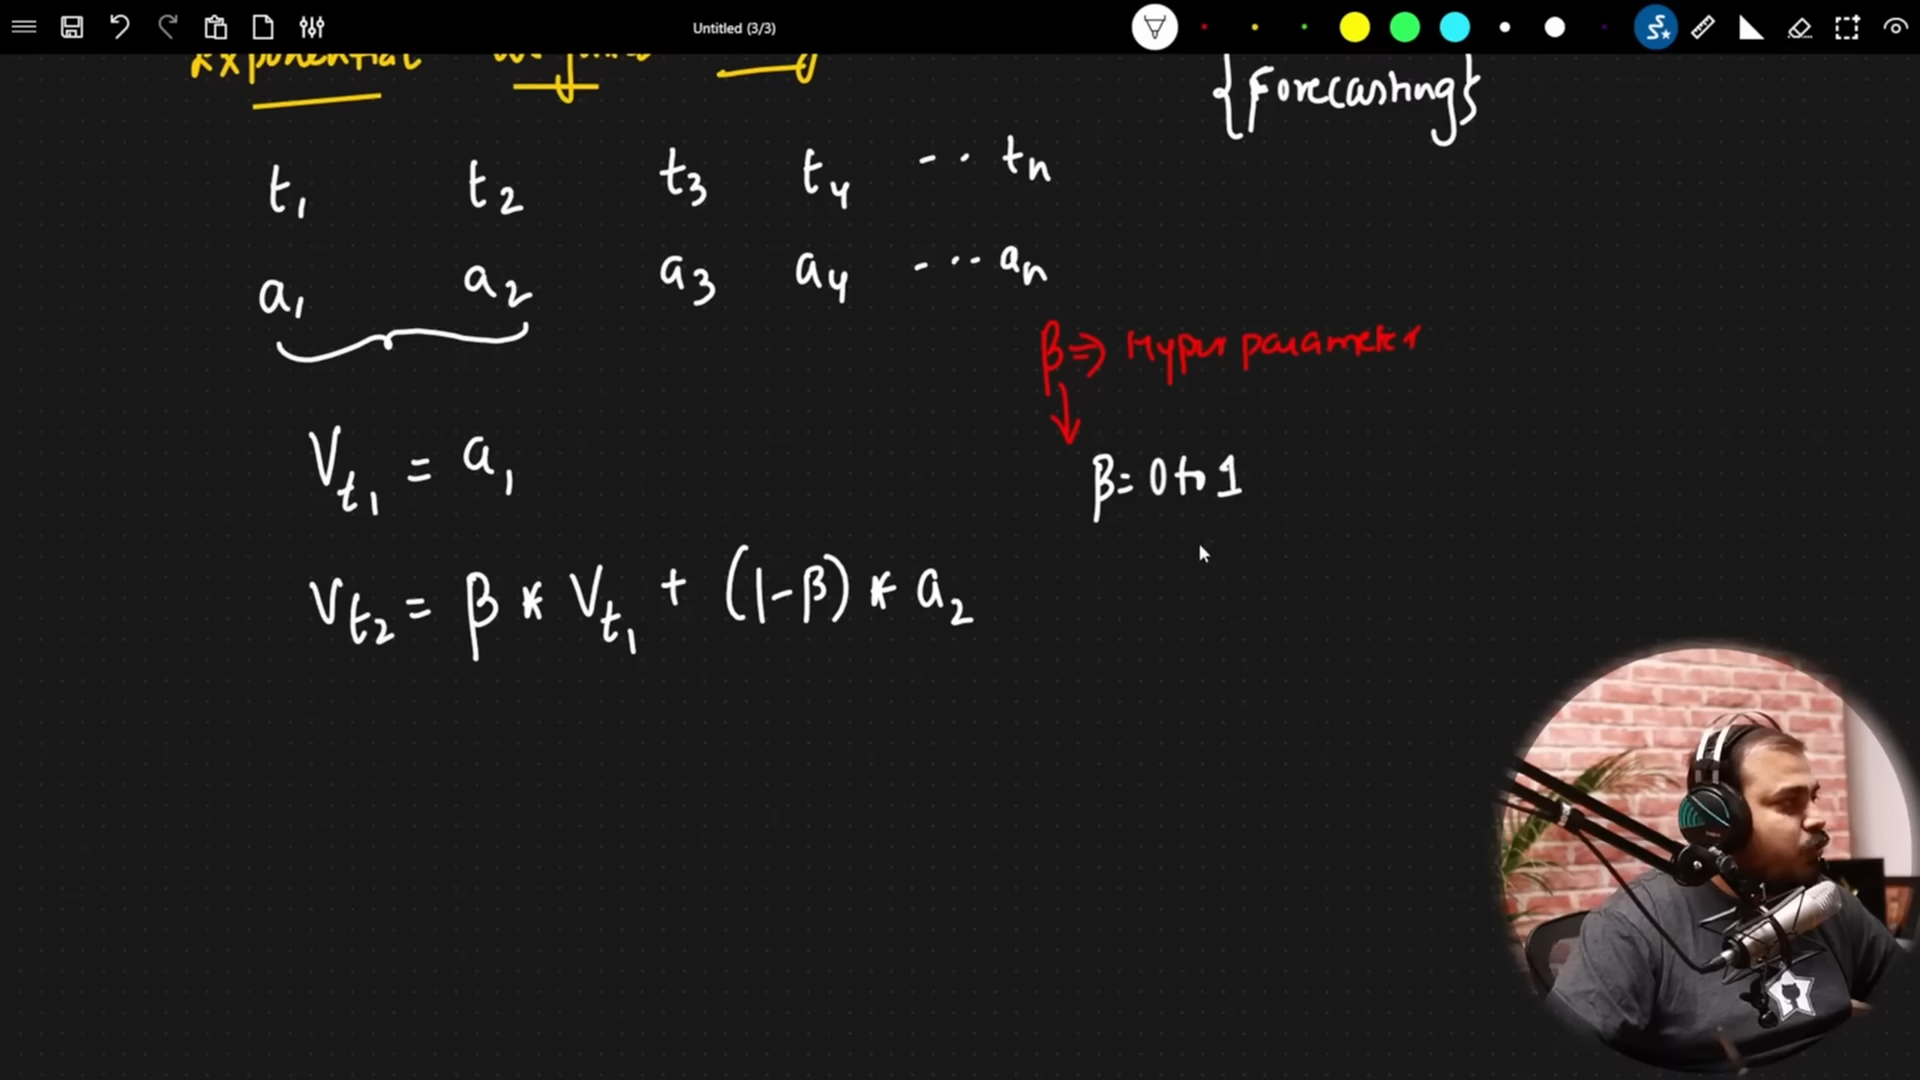 Untitled (3/3)
Exponential
{Forecasting}
t₁ t₂ t₃ t₄ -·· tₙ
a₁ a₂ a₃ a₄ -··· aₙ
β ⇒ Hyper parameter
Vₜ₁ = a₁
β = 0 to 1
Vₜ₂ = β * Vₜ₁ + (1-β) * a₂